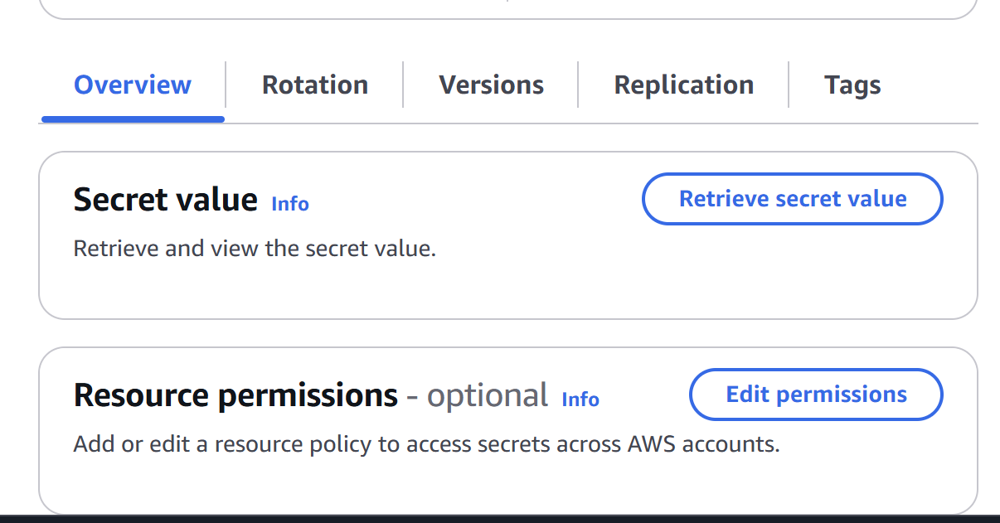 Overview Rotation Versions Replication Tags
Secret value Info Retrieve secret value
Retrieve and view the secret value.
Resource permissions - optional Info Edit permissions
Add or edit a resource policy to access secrets across AWS accounts.